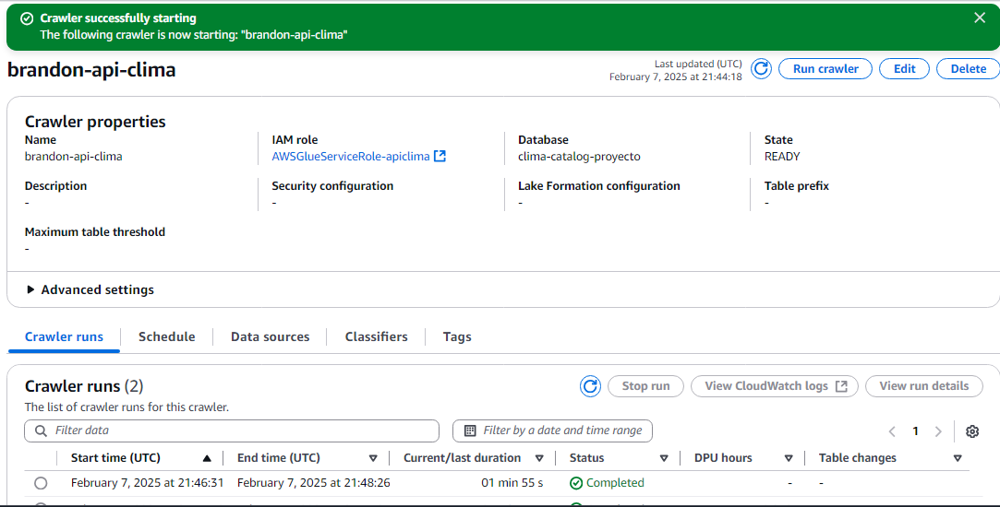 Crawler successfully starting
The following crawler is now starting: "brandon-api-clima"
brandon-api-clima
Last updated (UTC)
February 7, 2025 at 21:44:18
Run crawler
Edit
Delete
Crawler properties
Name
brandon-api-clima
IAM role
AWSGlueServiceRole-apiclima
Database
clima-catalog-proyecto
State
READY
Description
-
Security configuration
-
Lake Formation configuration
-
Table prefix
-
Maximum table threshold
-
Advanced settings
Crawler runs
Schedule
Data sources
Classifiers
Tags
Crawler runs (2)
The list of crawler runs for this crawler.
Stop run
View CloudWatch logs
View run details
Filter data
Filter by a date and time range
1
Start time (UTC)
End time (UTC)
Current/last duration
Status
DPU hours
Table changes
February 7, 2025 at 21:46:31
February 7, 2025 at 21:48:26
01 min 55 s
Completed
-
-